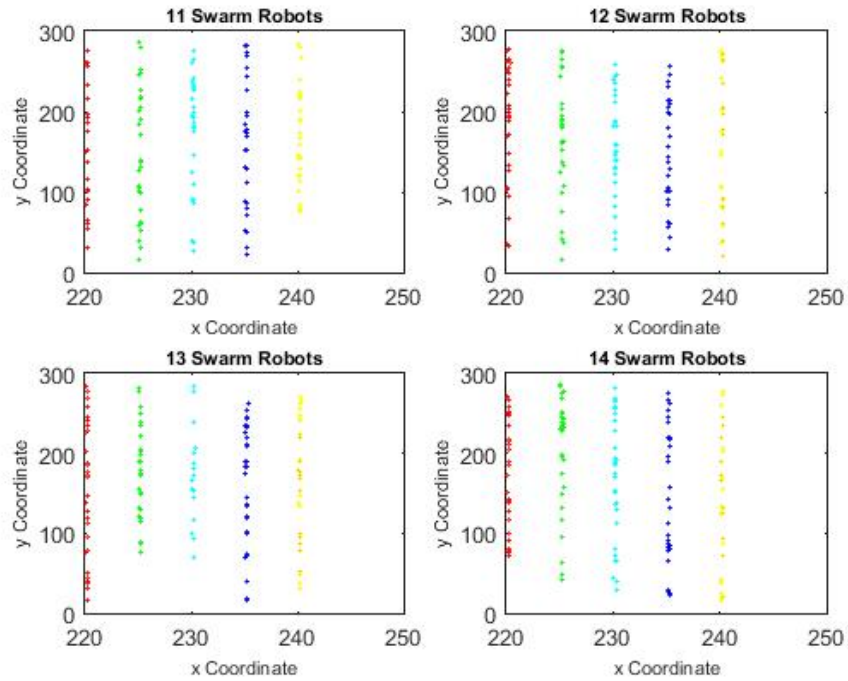 11 Swarm Robots
300
200
100
0
y Coordinate
220 230 240 250
x Coordinate
12 Swarm Robots
300
200
100
0
y Coordinate
220 230 240 250
x Coordinate
13 Swarm Robots
300
200
100
0
y Coordinate
220 230 240 250
x Coordinate
14 Swarm Robots
300
200
100
0
y Coordinate
220 230 240 250
x Coordinate